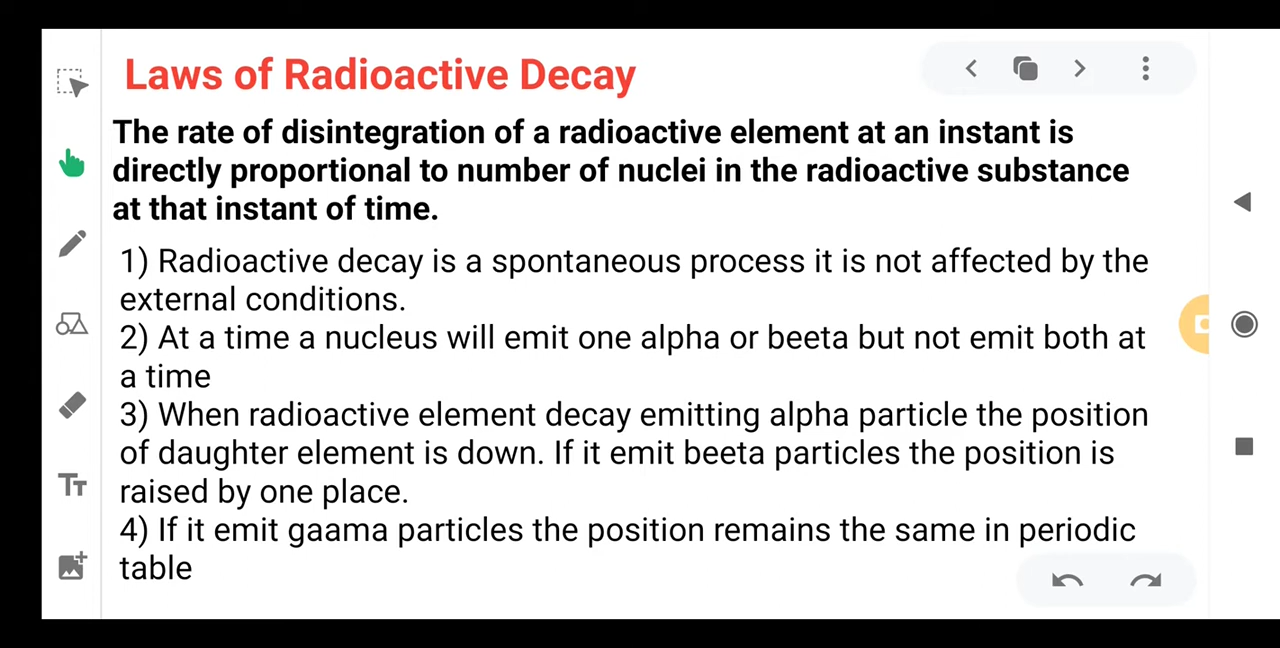 Laws of Radioactive Decay
The rate of disintegration of a radioactive element at an instant is
directly proportional to number of nuclei in the radioactive substance
at that instant of time.
1) Radioactive decay is a spontaneous process it is not affected by the
external conditions.
2) At a time a nucleus will emit one alpha or beeta but not emit both at
a time
3) When radioactive element decay emitting alpha particle the position
of daughter element is down. If it emit beeta particles the position is
raised by one place.
4) If it emit gaama particles the position remains the same in periodic
table
TT